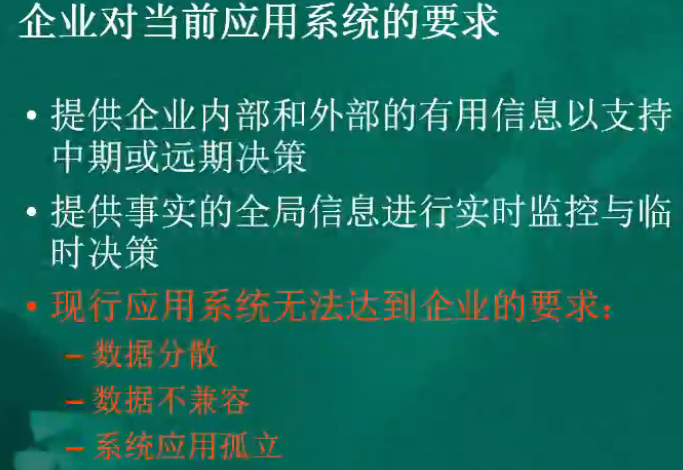 企业对当前应用系统的要求
• 提供企业内部和外部的有用信息以支持
中期或远期决策
• 提供事实的全局信息进行实时监控与临
时决策
• 现行应用系统无法达到企业的要求：
– 数据分散
– 数据不兼容
– 系统应用孤立